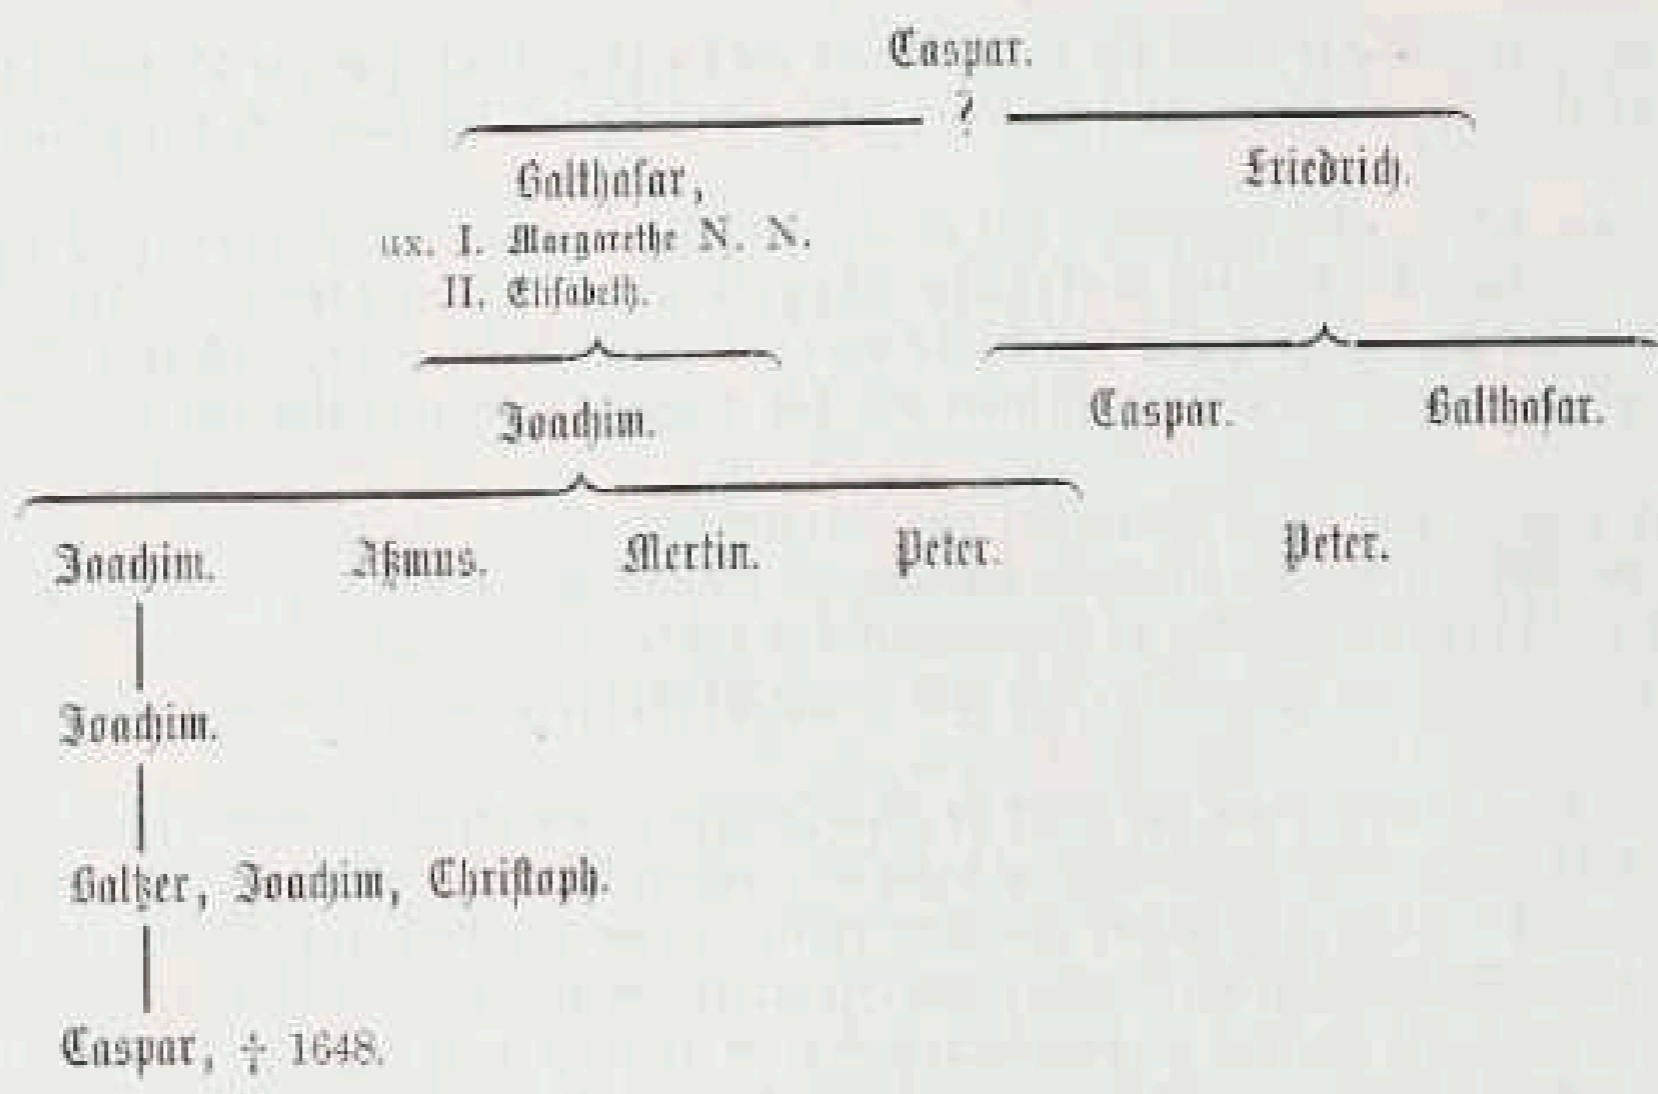 Caspar.
?
Balthaſar,
Friedrich.
ux. I. Margarethe N. N.
II. Eliſabeth.
Joachim.
Caspar.
Balthaſar.
Joachim.
Aßmus.
Mertin.
Peter.
Peter.
Joachim.
Baltzer, Joachim, Chriſtoph.
Caspar, † 1648.